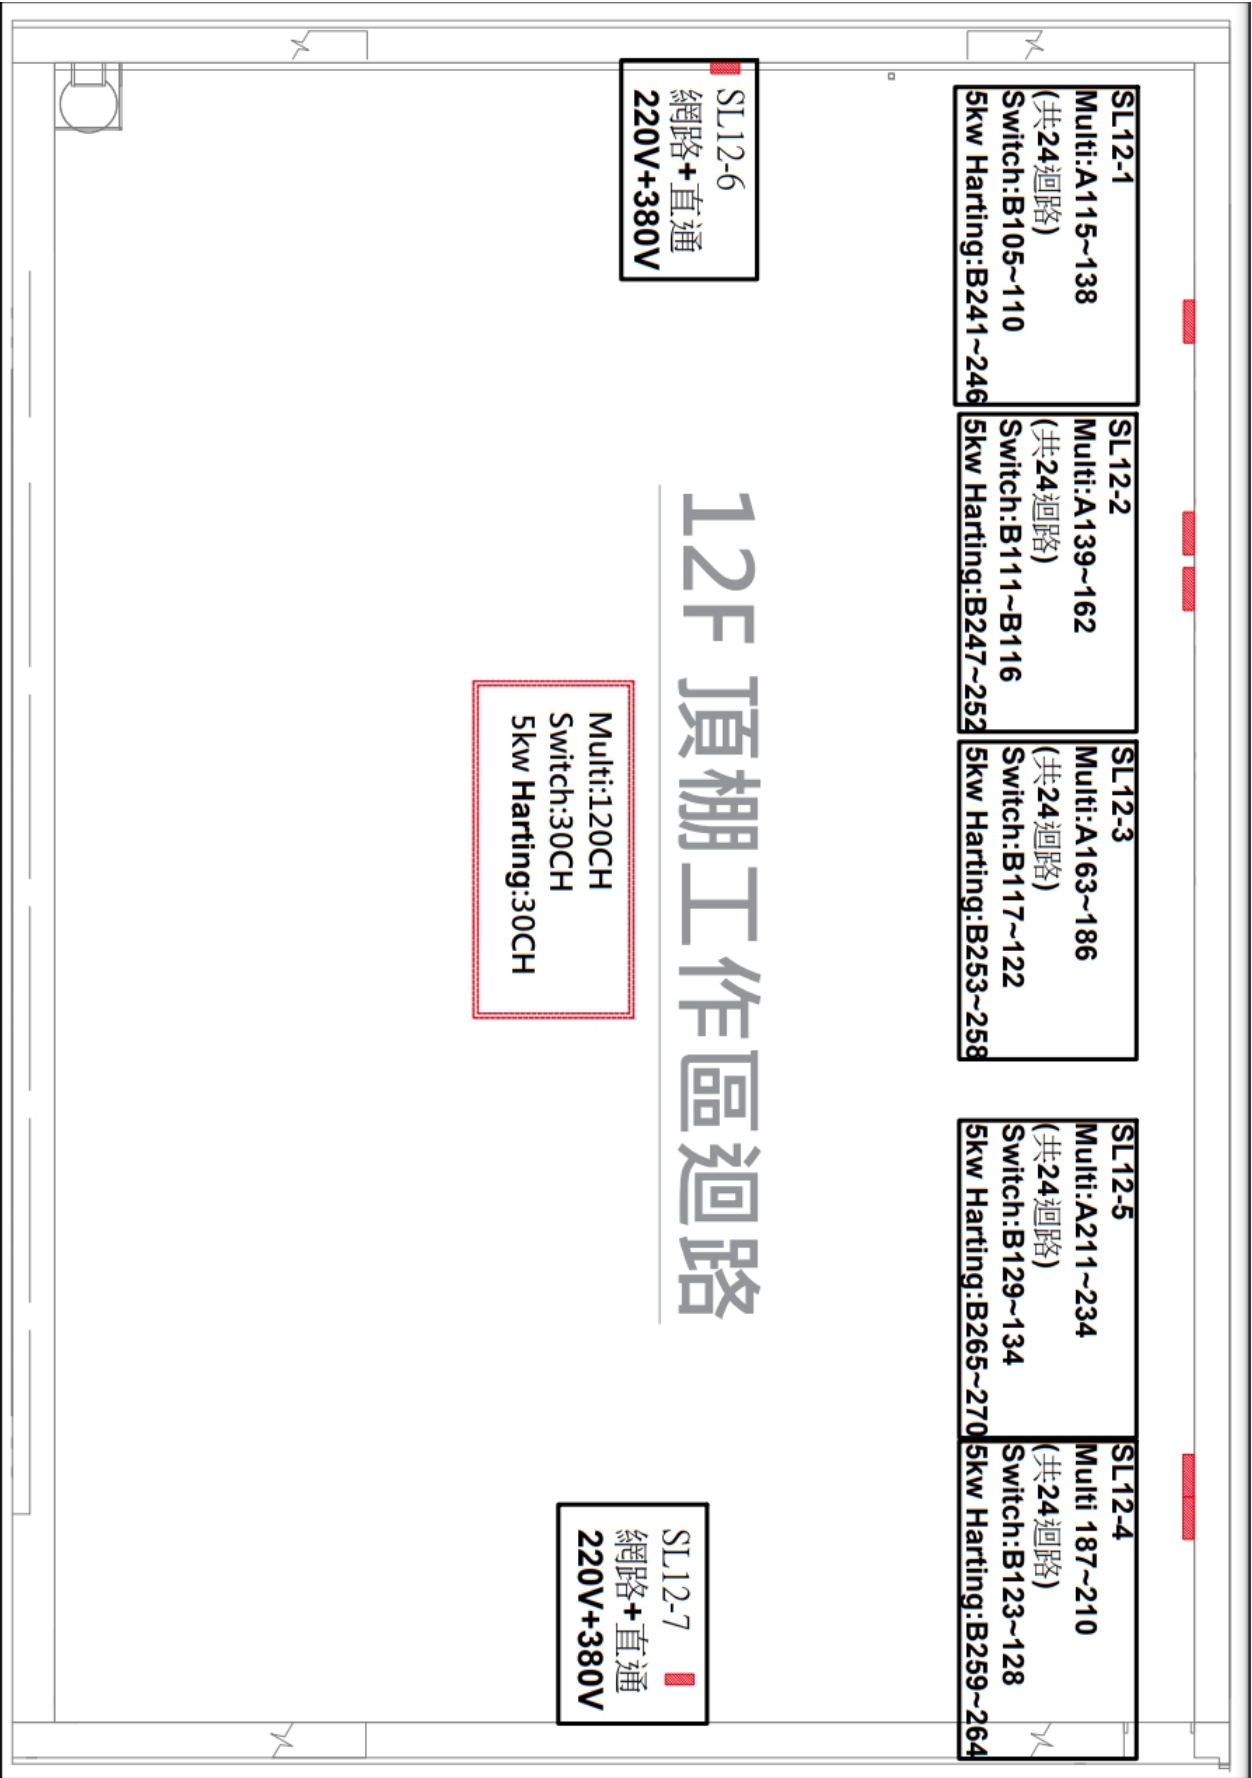 SL12-1
Multi:A115~138
(共24迴路)
Switch:B105~110
5kw Harting:B241~246
SL12-2
Multi:A139~162
(共24迴路)
Switch:B111~B116
5kw Harting:B247~252
SL12-3
Multi:A163~186
(共24迴路)
Switch:B117~122
5kw Harting:B253~258
SL12-5
Multi:A211~234
(共24迴路)
Switch:B129~134
5kw Harting:B265~270
SL12-4
Multi 187~210
(共24迴路)
Switch:B123~128
5kw Harting:B259~264
SL12-6
網路+直通
220V+380V
12F 頂棚工作區迴路
Multi:120CH
Switch:30CH
5kw Harting:30CH
SL12-7
網路+直通
220V+380V